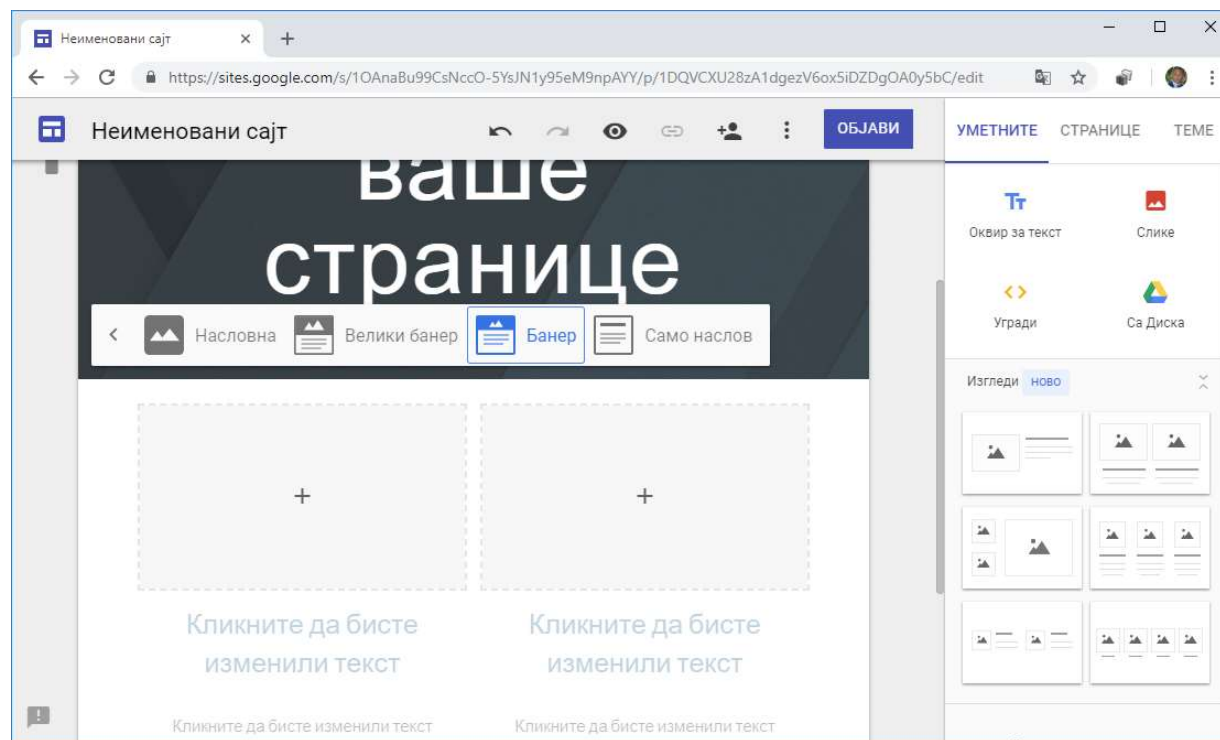 Неименовани сајт
https://sites.google.com/s/1OAnaBu99CsNccO-5YsJN1y95eM9npAYY/p/1DQVCXU28zA1dgezV6ox5iDZDgOA0y5bC/edit
Неименовани сајт
ОБЈАВИ
УМЕТНИТЕ СТРАНИЦЕ ТЕМЕ
ваше
странице
Насловна Велики банер Банер Само наслов
Оквир за текст Слике
Угради Са Диска
Изгледи ново
Кликните да бисте
изменили текст
Кликните да бисте
изменили текст
Кликните да бисте изменили текст
Кликните да бисте изменили текст